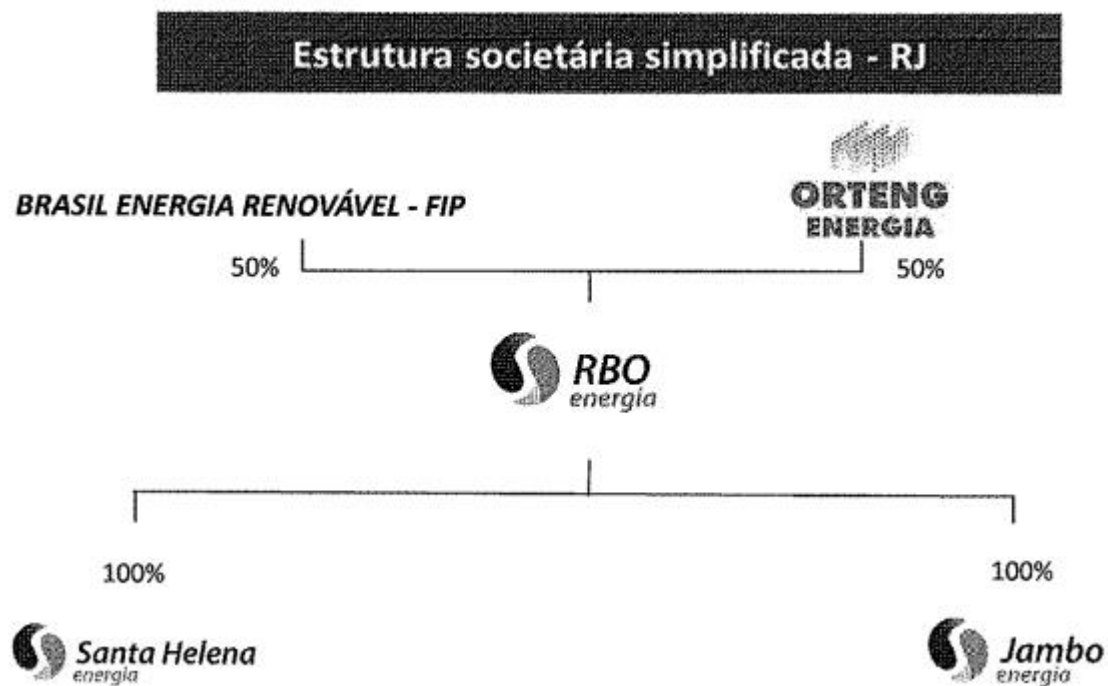 Estrutura societária simplificada - RJ
BRASIL ENERGIA RENOVÁVEL - FIP
ORTENG
ENERGIA
50%
50%
RBO
energia
100%
100%
Santa Helena
energia
Jambo
energia